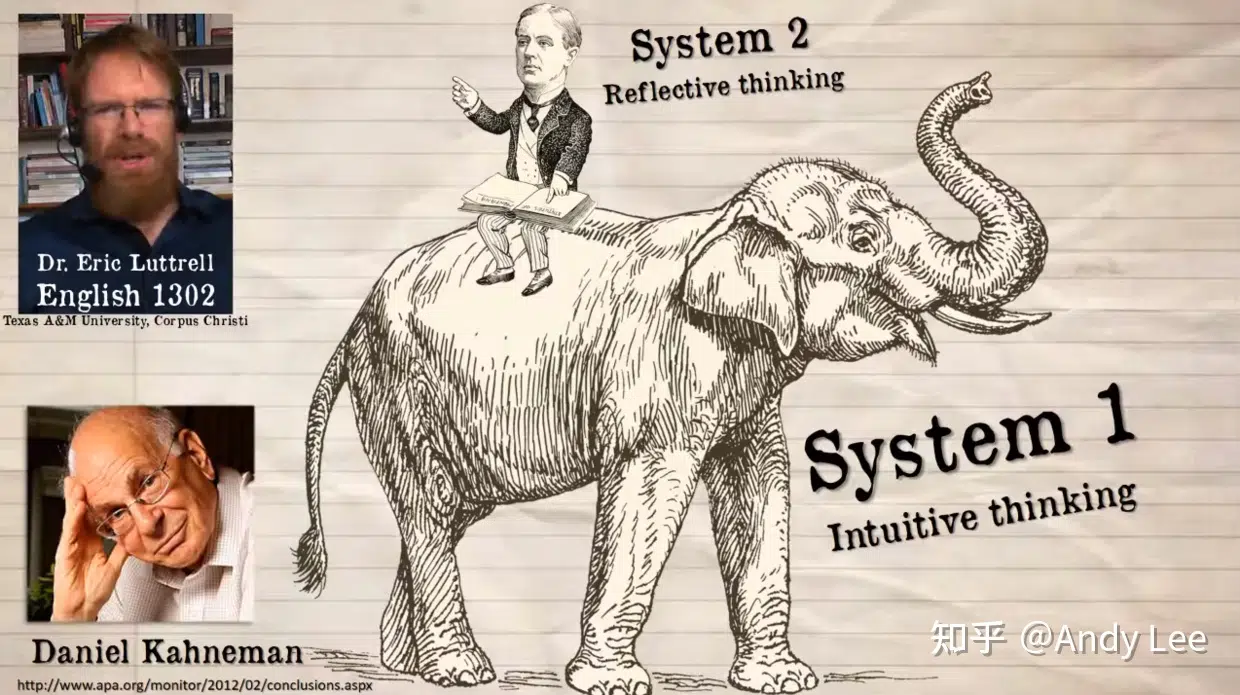 System 2
Reflective thinking
Dr. Eric Luttrell
English 1302
Texas A&M University, Corpus Christi
System 1
Intuitive thinking
Daniel Kahneman
http://www.apa.org/monitor/2012/02/conclusions.aspx
知乎 @Andy Lee